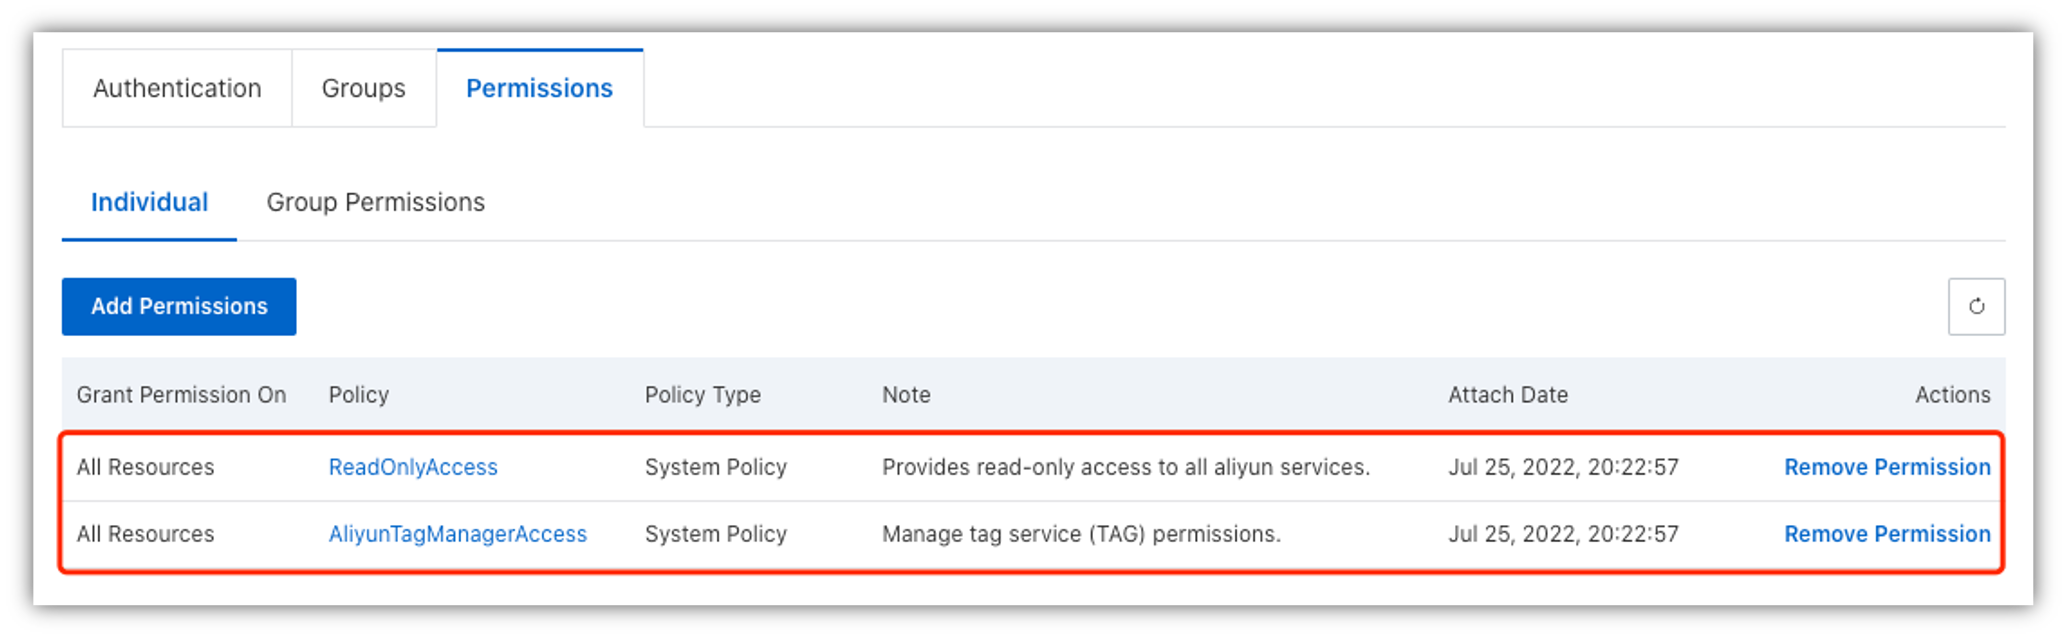 Authentication Groups Permissions
Individual Group Permissions
Add Permissions
Grant Permission On Policy Policy Type Note Attach Date Actions
All Resources ReadOnlyAccess System Policy Provides read-only access to all aliyun services. Jul 25, 2022, 20:22:57 Remove Permission
All Resources AliyunTagManagerAccess System Policy Manage tag service (TAG) permissions. Jul 25, 2022, 20:22:57 Remove Permission